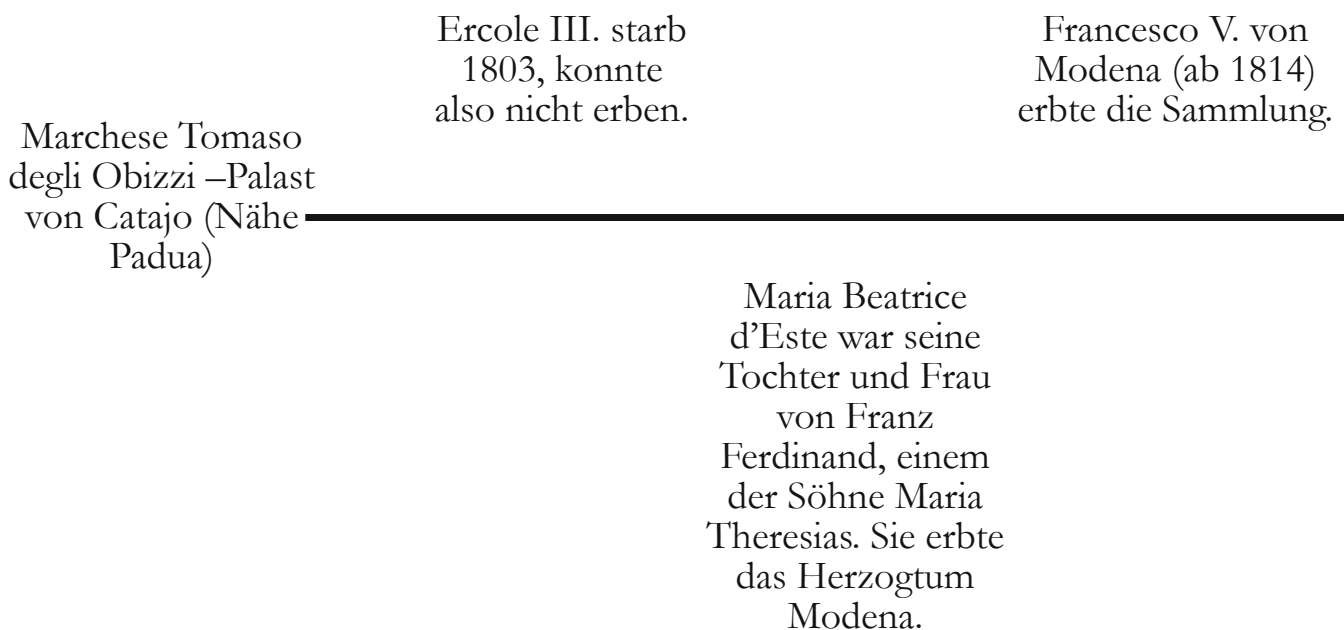 Marchese Tomaso
degli Obizzi –Palast
von Catajo (Nähe
Padua)
Ercole III. starb
1803, konnte
also nicht erben.
Maria Beatrice
d’Este war seine
Tochter und Frau
von Franz
Ferdinand, einem
der Söhne Maria
Theresias. Sie erbte
das Herzogtum
Modena.
Francesco V. von
Modena (ab 1814)
erbte die Sammlung.